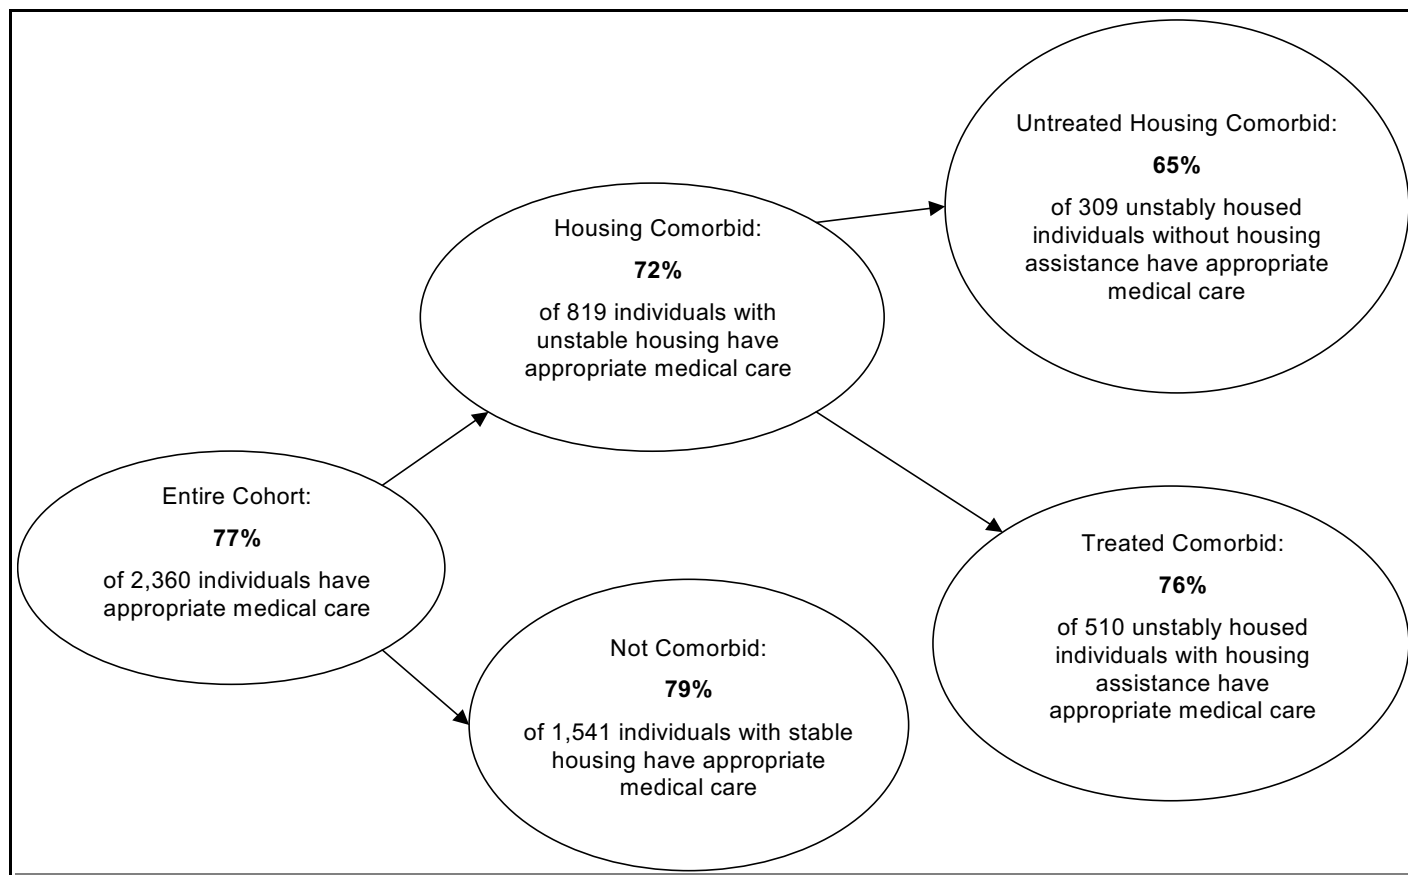 Entire Cohort:
77%
of 2,360 individuals have
appropriate medical care
Housing Comorbid:
72%
of 819 individuals with
unstable housing have
appropriate medical care
Not Comorbid:
79%
of 1,541 individuals with stable
housing have appropriate
medical care
Untreated Housing Comorbid:
65%
of 309 unstably housed
individuals without housing
assistance have appropriate
medical care
Treated Comorbid:
76%
of 510 unstably housed
individuals with housing
assistance have
appropriate medical care